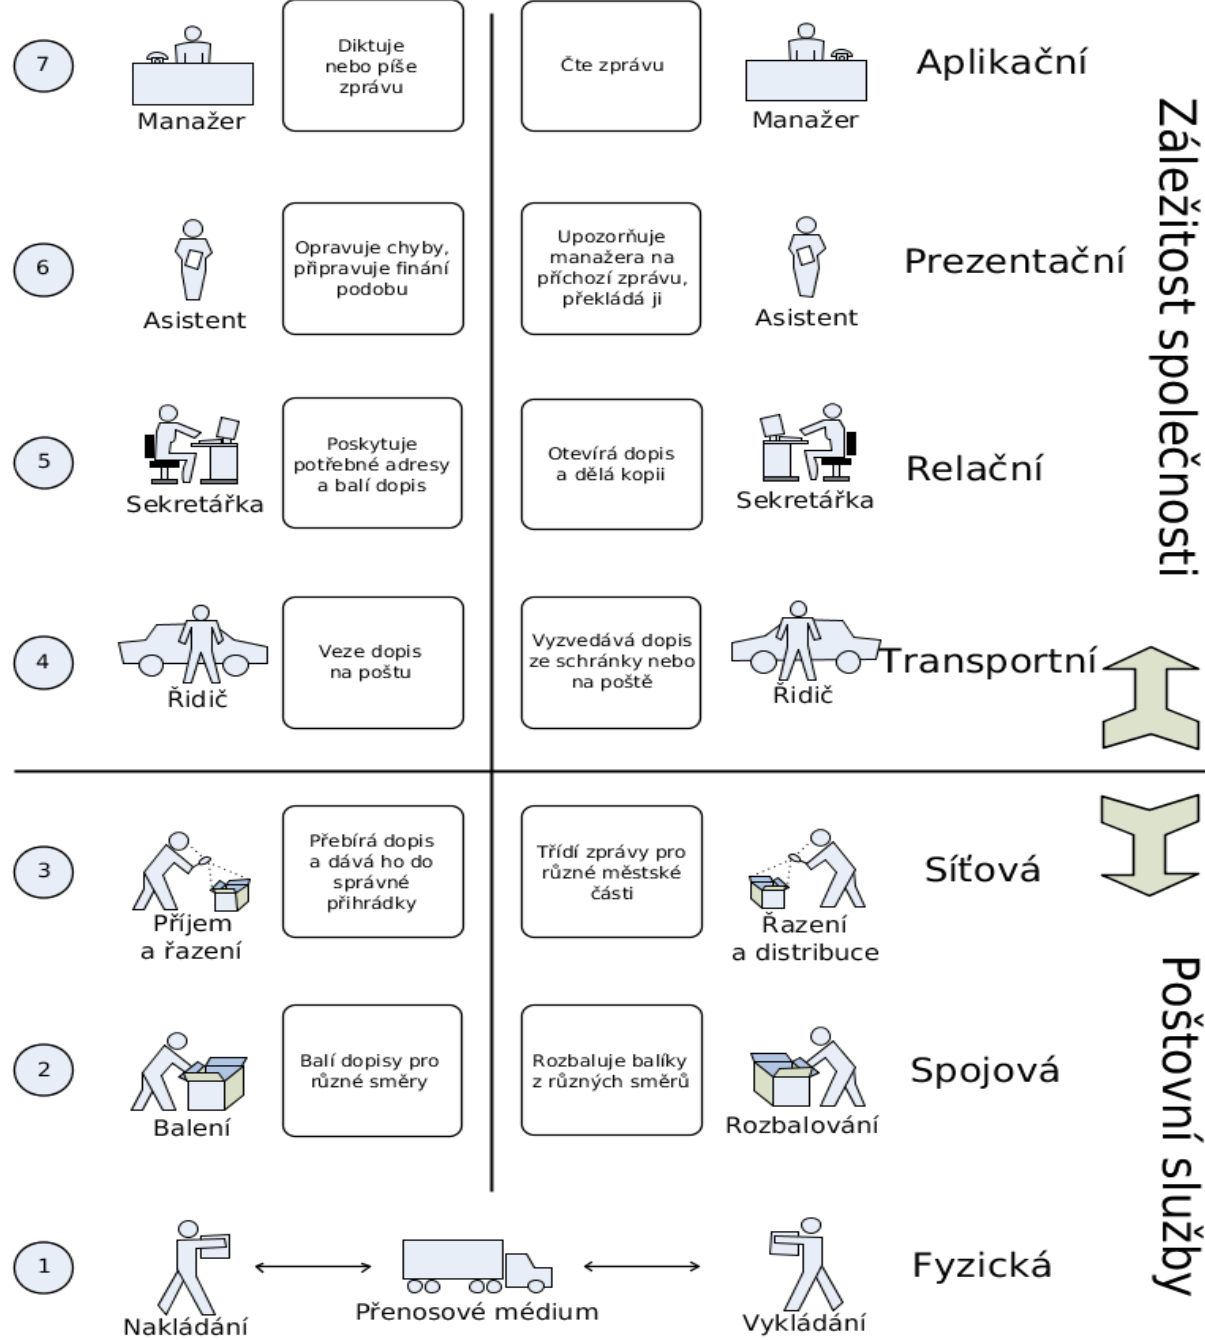 7
Manažer
Diktuje
nebo píše
zprávu
Čte zprávu
Manažer
Aplikační
6
Asistent
Opravuje chyby,
připravuje finání
podobu
Upozorňuje
manažera na
příchozí zprávu,
překládá ji
Asistent
Prezentační
5
Sekretářka
Poskytuje
potřebné adresy
a balí dopis
Otevírá dopis
a dělá kopii
Sekretářka
Relační
4
Řidič
Veze dopis
na poštu
Vyzvedává dopis
ze schránky nebo
na poště
Řidič
Transportní
Záležitost společnosti
3
Příjem
a řazení
Přebírá dopis
a dává ho do
správné
přihrádky
Třídí zprávy pro
různé městské
části
Řazení
a distribuce
Síťová
2
Balení
Balí dopisy pro
různé směry
Rozbaluje balíky
z různých směrů
Rozbalování
Spojová
1
Nakládání
Přenosové médium
Vykládání
Fyzická
Poštovní služby